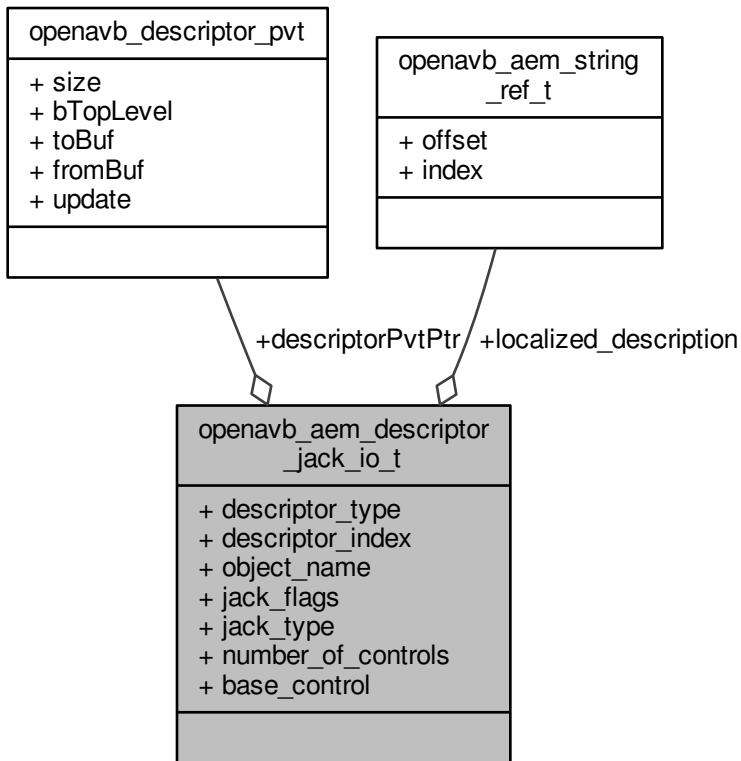 openavb_descriptor_pvt
+ size
+ bTopLevel
+ toBuf
+ fromBuf
+ update
openavb_aem_string
_ref_t
+ offset
+ index
+descriptorPvtPtr
+localized_description
openavb_aem_descriptor
_jack_io_t
+ descriptor_type
+ descriptor_index
+ object_name
+ jack_flags
+ jack_type
+ number_of_controls
+ base_control